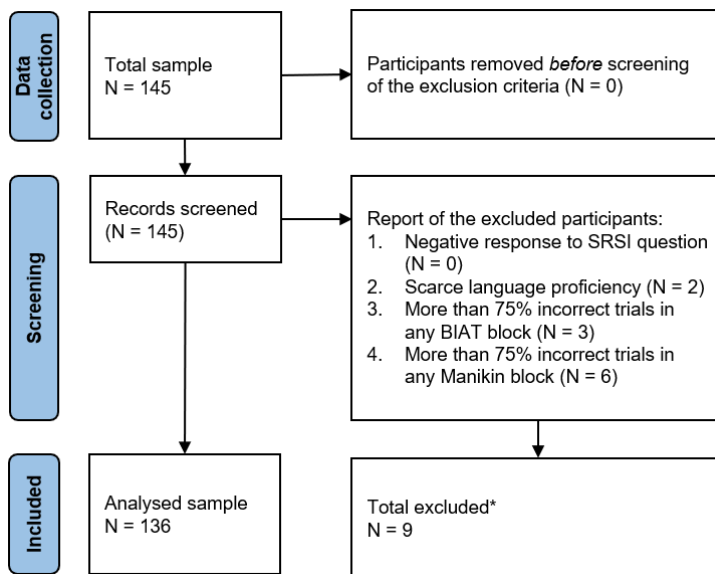 Data
collection
Total sample
N = 145
Participants removed before screening
of the exclusion criteria (N = 0)
Screening
Records screened
(N = 145)
Report of the excluded participants:
1. Negative response to SRSI question
(N = 0)
2. Scarce language proficiency (N = 2)
3. More than 75% incorrect trials in
any BIAT block (N = 3)
4. More than 75% incorrect trials in
any Manikin block (N = 6)
Included
Analysed sample
N = 136
Total excluded*
N = 9